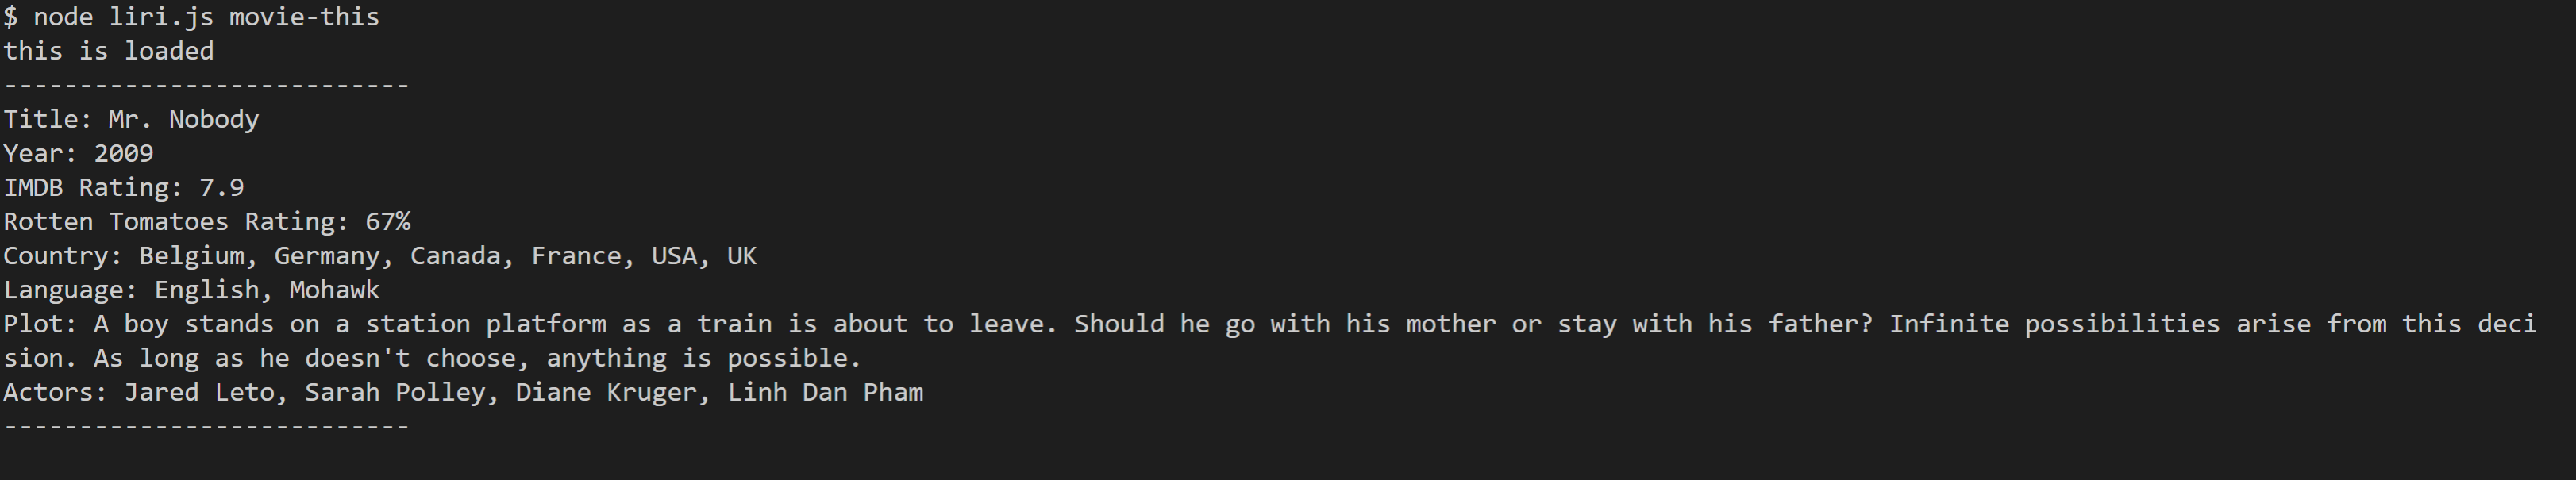 $ node liri.js movie-this
this is loaded
---------------------------
Title: Mr. Nobody
Year: 2009
IMDB Rating: 7.9
Rotten Tomatoes Rating: 67%
Country: Belgium, Germany, Canada, France, USA, UK
Language: English, Mohawk
Plot: A boy stands on a station platform as a train is about to leave. Should he go with his mother or stay with his father? Infinite possibilities arise from this deci
sion. As long as he doesn't choose, anything is possible.
Actors: Jared Leto, Sarah Polley, Diane Kruger, Linh Dan Pham
---------------------------